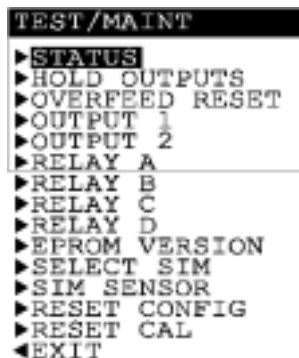 TEST/MAINT
▶STATUS
▶HOLD OUTPUTS
▶OVERFEED RESET
▶OUTPUT 1
▶OUTPUT 2
▶RELAY A
▶RELAY B
▶RELAY C
▶RELAY D
▶EPROM VERSION
▶SELECT SIM
▶SIM SENSOR
▶RESET CONFIG
▶RESET CAL
◀EXIT